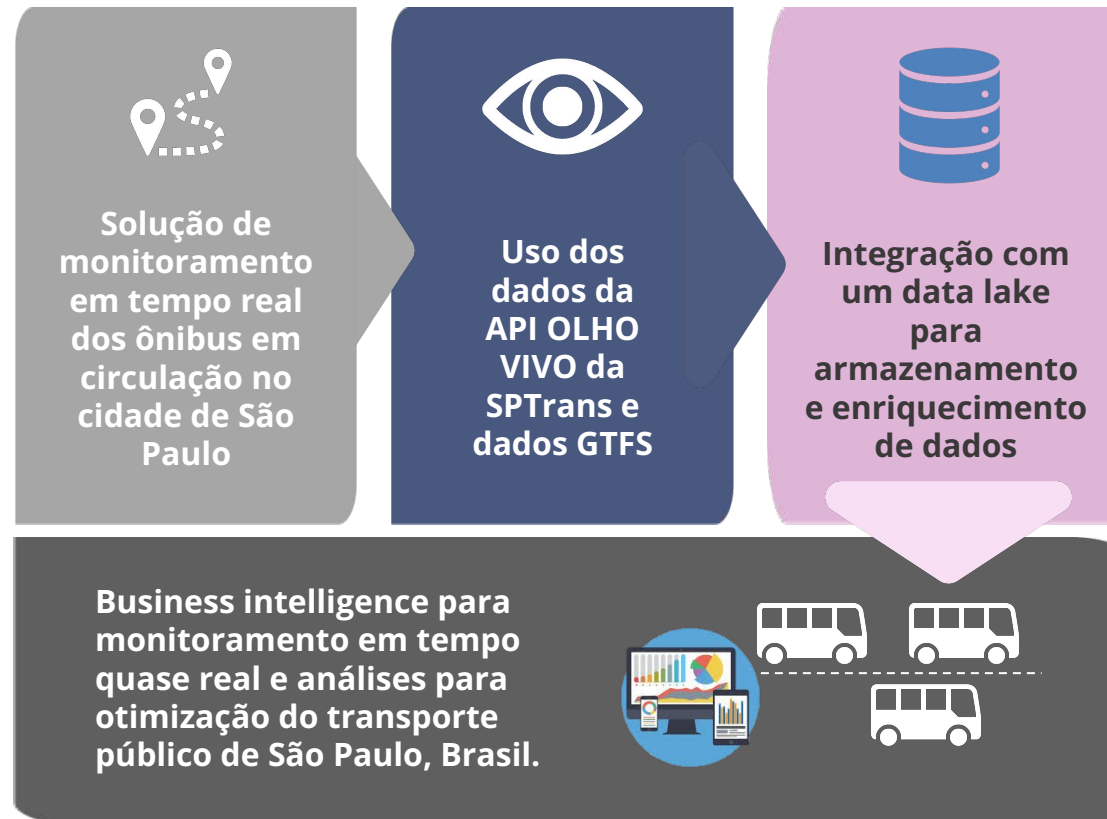 Solução de
monitoramento
em tempo real
dos ônibus em
circulação no
cidade de São
Paulo
Uso dos
dados da
API OLHO
VIVO da
SPTrans e
dados GTFS
Integração com
um data lake
para
armazenamento
e enriquecimento
de dados
Business intelligence para
monitoramento em tempo
quase real e análises para
otimização do transporte
público de São Paulo, Brasil.